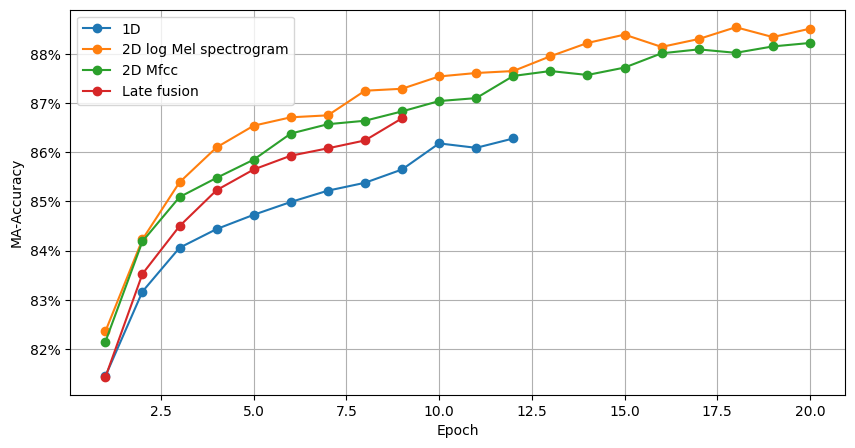 1D
2D log Mel spectrogram
2D Mfcc
Late fusion
88%
87%
86%
85%
84%
83%
82%
MA-Accuracy
2.5 5.0 7.5 10.0 12.5 15.0 17.5 20.0
Epoch